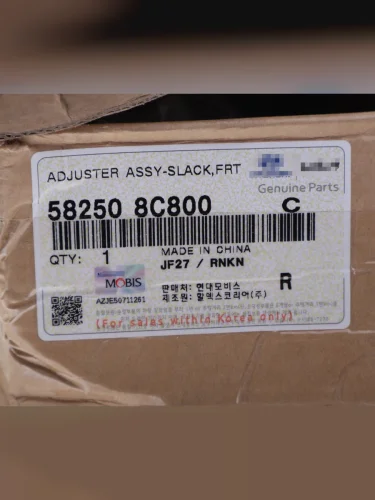 ADJUSTER ASSY-SLACK,FRT
Genuine Parts
58250 8C800 C
QTY: 1
MADE IN CHINA
JF27 / RNKN
MOBIS
R
판매처: 현대모비스
제조원: 할덱스코리아(주)
AZJES0711261
(For sales within Korea only)